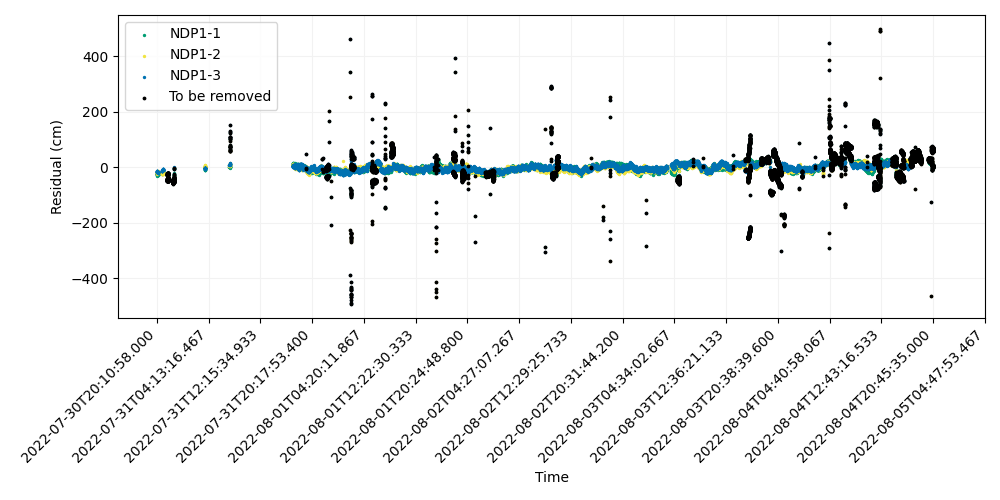 NDP1-1
NDP1-2
NDP1-3
To be removed
Residual (cm)
400
200
0
−200
−400
2022-07-30T20:10:58.000
2022-07-31T04:13:16.467
2022-07-31T12:15:34.933
2022-07-31T20:17:53.400
2022-08-01T04:20:11.867
2022-08-01T12:22:30.333
2022-08-01T20:24:48.800
2022-08-02T04:27:07.267
2022-08-02T12:29:25.733
2022-08-02T20:31:44.200
2022-08-03T04:34:02.667
2022-08-03T12:36:21.133
2022-08-03T20:38:39.600
2022-08-04T04:40:58.067
2022-08-04T12:43:16.533
2022-08-04T20:45:35.000
2022-08-05T04:47:53.467
Time